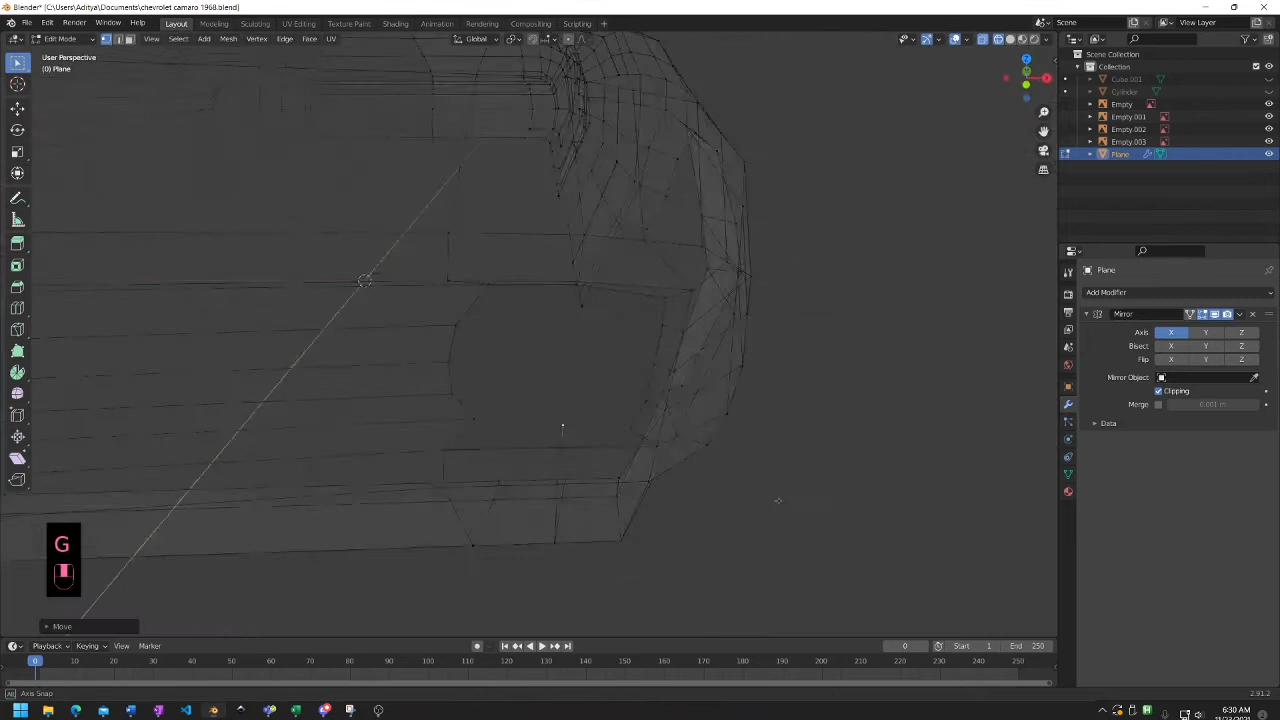 Blender* [C:\Users\Aditya\Documents\chevrolet camaro 1968.blend]
File Edit Render Window Help Layout Modeling Sculpting UV Editing Texture Paint Shading Animation Rendering Compositing Scripting Scene View Layer
Edit Mode View Select Add Mesh Vertex Edge Face UV Global
User Perspective
(0) Plane
Scene Collection
Collection
Cube.001
Cylinder
Empty
Empty.001
Empty.002
Empty.003
Plane
Plane
Add Modifier
Mirror
Axis X Y Z
Bisect X Y Z
Flip X Y Z
Mirror Object
Clipping
Merge 0.001 m
Data
G
Move
Playback Keying View Marker 0 Start 1 End 250
0 10 20 30 40 50 60 70 80 90 100 110 120 130 140 150 160 170 180 190 200 210 220 230 240 250
Axis Snap 2.91.2
6:30 AM